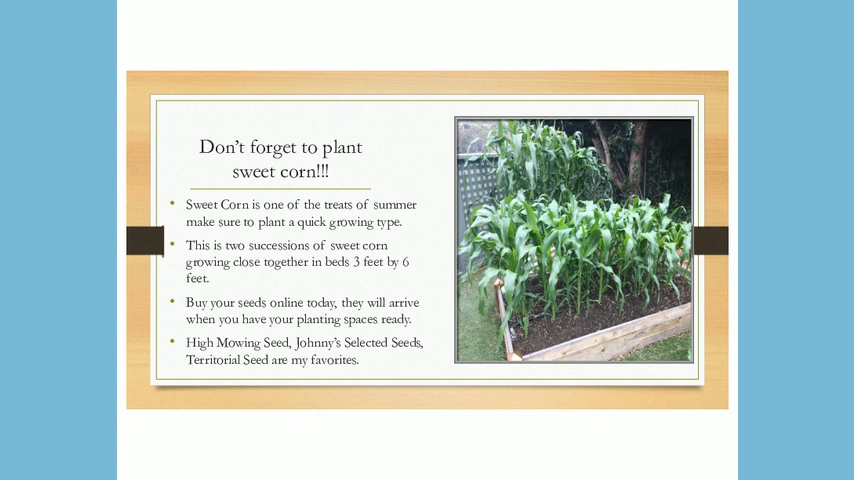 Don't forget to plant
sweet corn!!!
• Sweet Corn is one of the treats of summer
make sure to plant a quick growing type.
• This is two successions of sweet corn
growing close together in beds 3 feet by 6
feet.
• Buy your seeds online today, they will arrive
when you have your planting spaces ready.
• High Mowing Seed, Johnny's Selected Seeds,
Territorial Seed are my favorites.